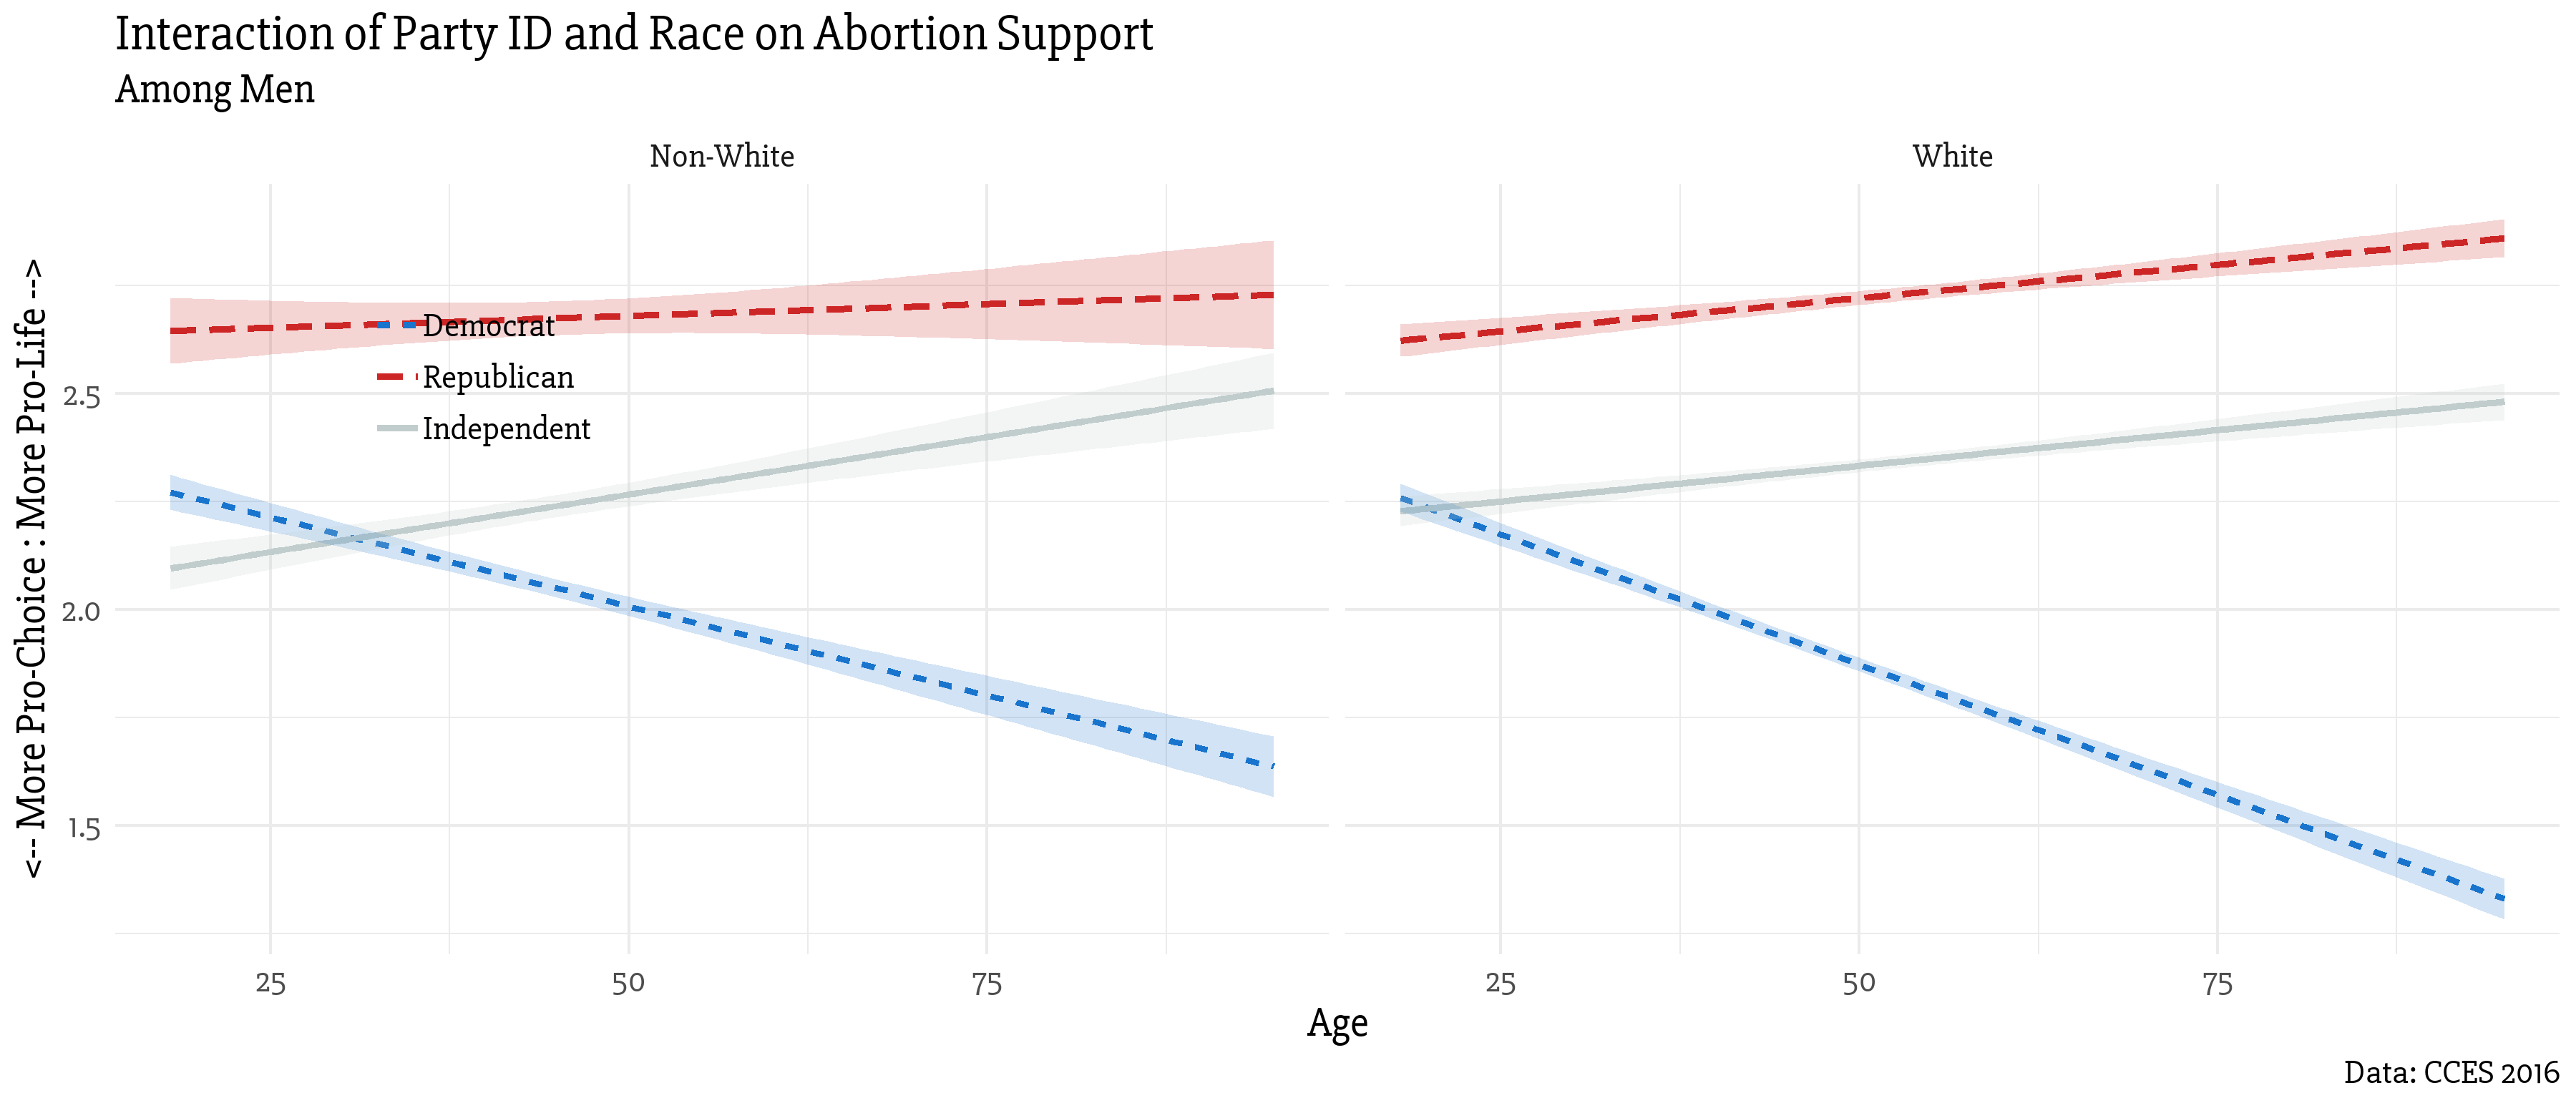 Interaction of Party ID and Race on Abortion Support
Among Men
Non-White
White
<-- More Pro-Choice : More Pro-Life -->
2.5
2.0
1.5
Democrat
Republican
Independent
25
50
75
25
50
75
Age
Data: CCES 2016